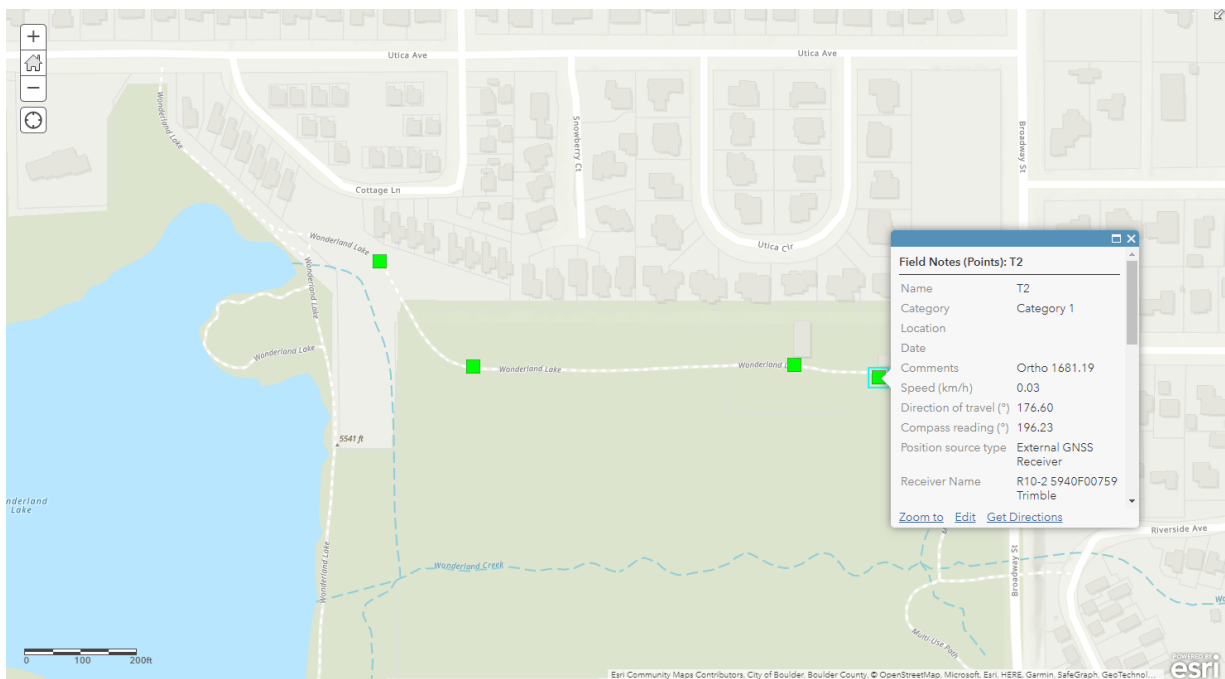 +
−
Utica Ave
Utica Ave
Wonderland Lake
Snowberry Ct
Broadway St
Cottage Ln
Wonderland Lake
Utica Cir
Wonderland Lake
Wonderland Lake
Wonderland Lake
Wonderland L
5541 ft
nderland
Lake
Wonderland Lake
Wonderland Creek
Field Notes (Points): T2
Name T2
Category Category 1
Location
Date
Comments Ortho 1681.19
Speed (km/h) 0.03
Direction of travel (°) 176.60
Compass reading (°) 196.23
Position source type External GNSS
Receiver
Receiver Name R10-2 5940F00759
Trimble
Zoom to Edit Get Directions
Riverside Ave
Broadway St
Multi-Use Path
Wo
0 100 200ft
Esri Community Maps Contributors, City of Boulder, Boulder County, © OpenStreetMap, Microsoft, Esri, HERE, Garmin, SafeGraph, GeoTechnol...
POWERED BY
esri